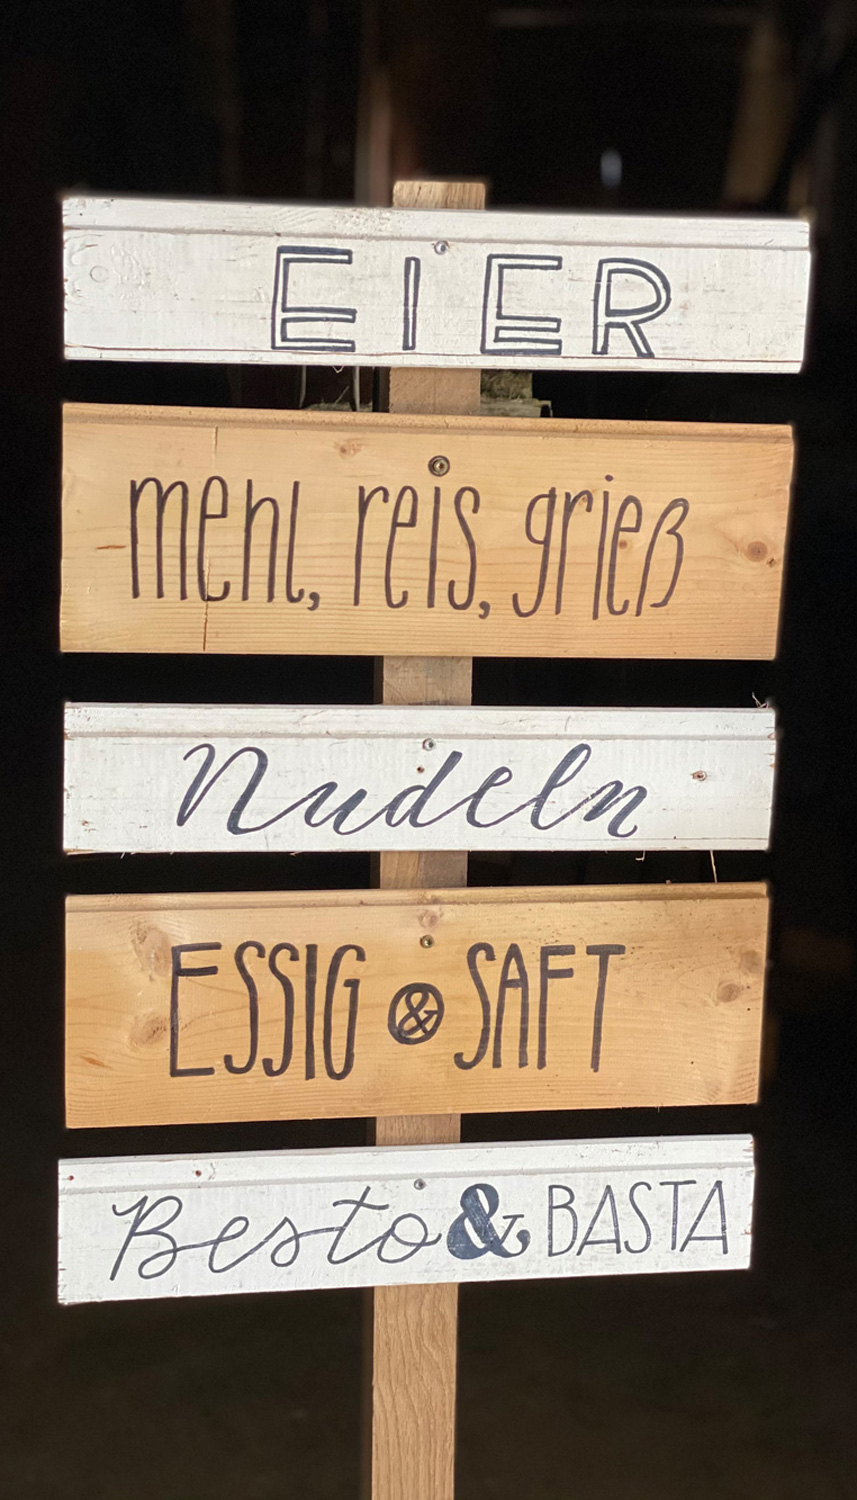 EIER
mehl, reis, grieß
Nudeln
ESSIG & SAFT
Besto & BASTA